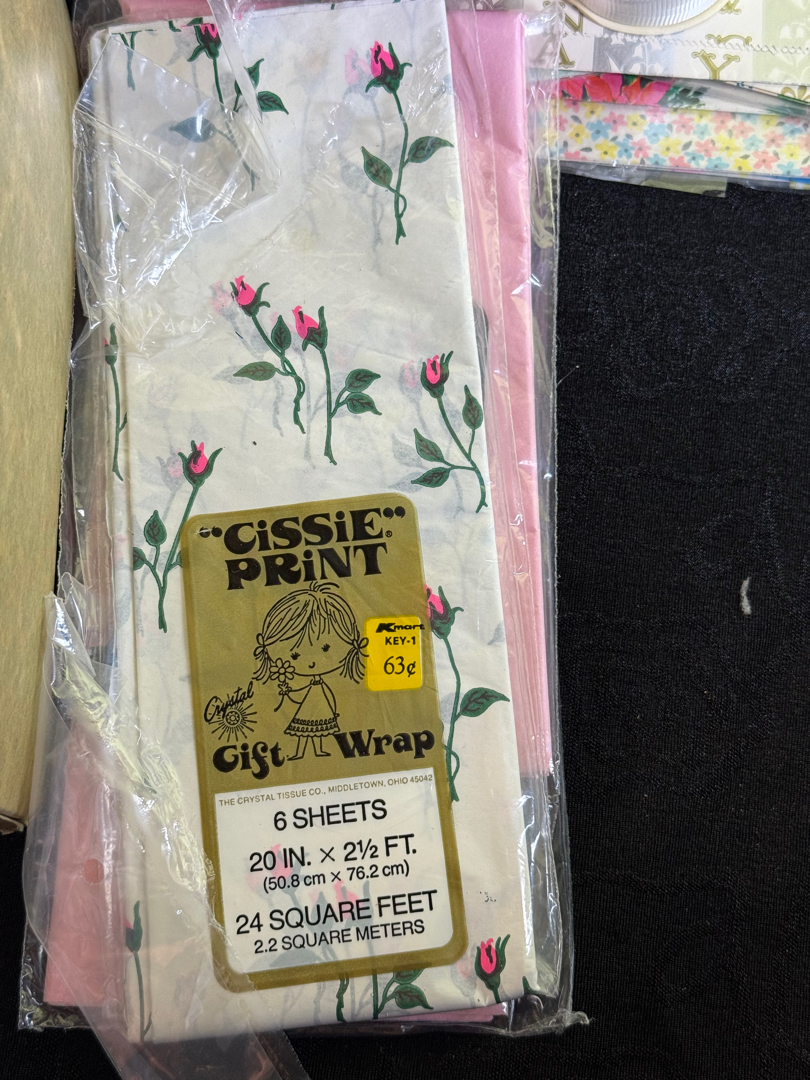 "CiSSiE"®
PRiNT
Kmart
KEY-1
63¢
Crystal
Gift Wrap
THE CRYSTAL TISSUE CO., MIDDLETOWN, OHIO 45042
6 SHEETS
20 IN. × 2½ FT.
(50.8 cm × 76.2 cm)
24 SQUARE FEET
2.2 SQUARE METERS